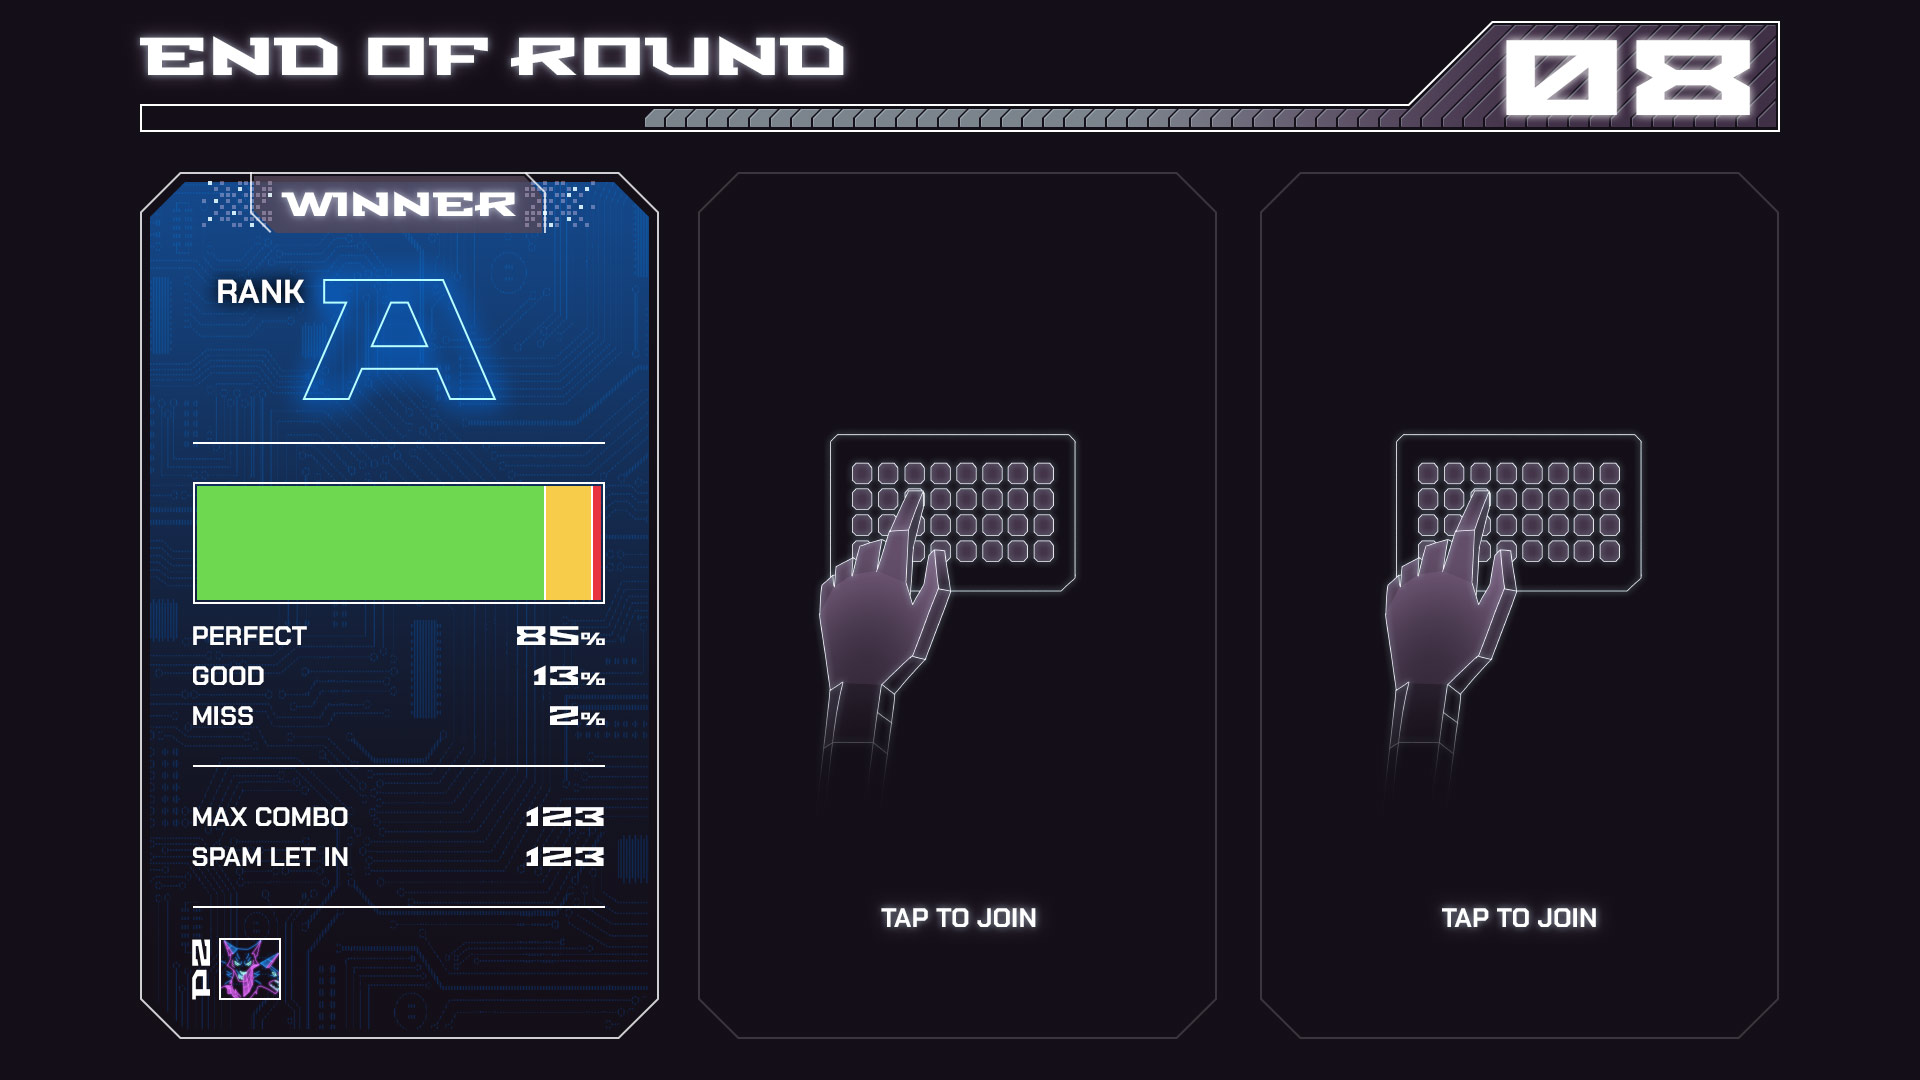 END OF ROUND
08
WINNER
RANK A
PERFECT 85%
GOOD 13%
MISS 2%
MAX COMBO 123
SPAM LET IN 123
P2
TAP TO JOIN
TAP TO JOIN